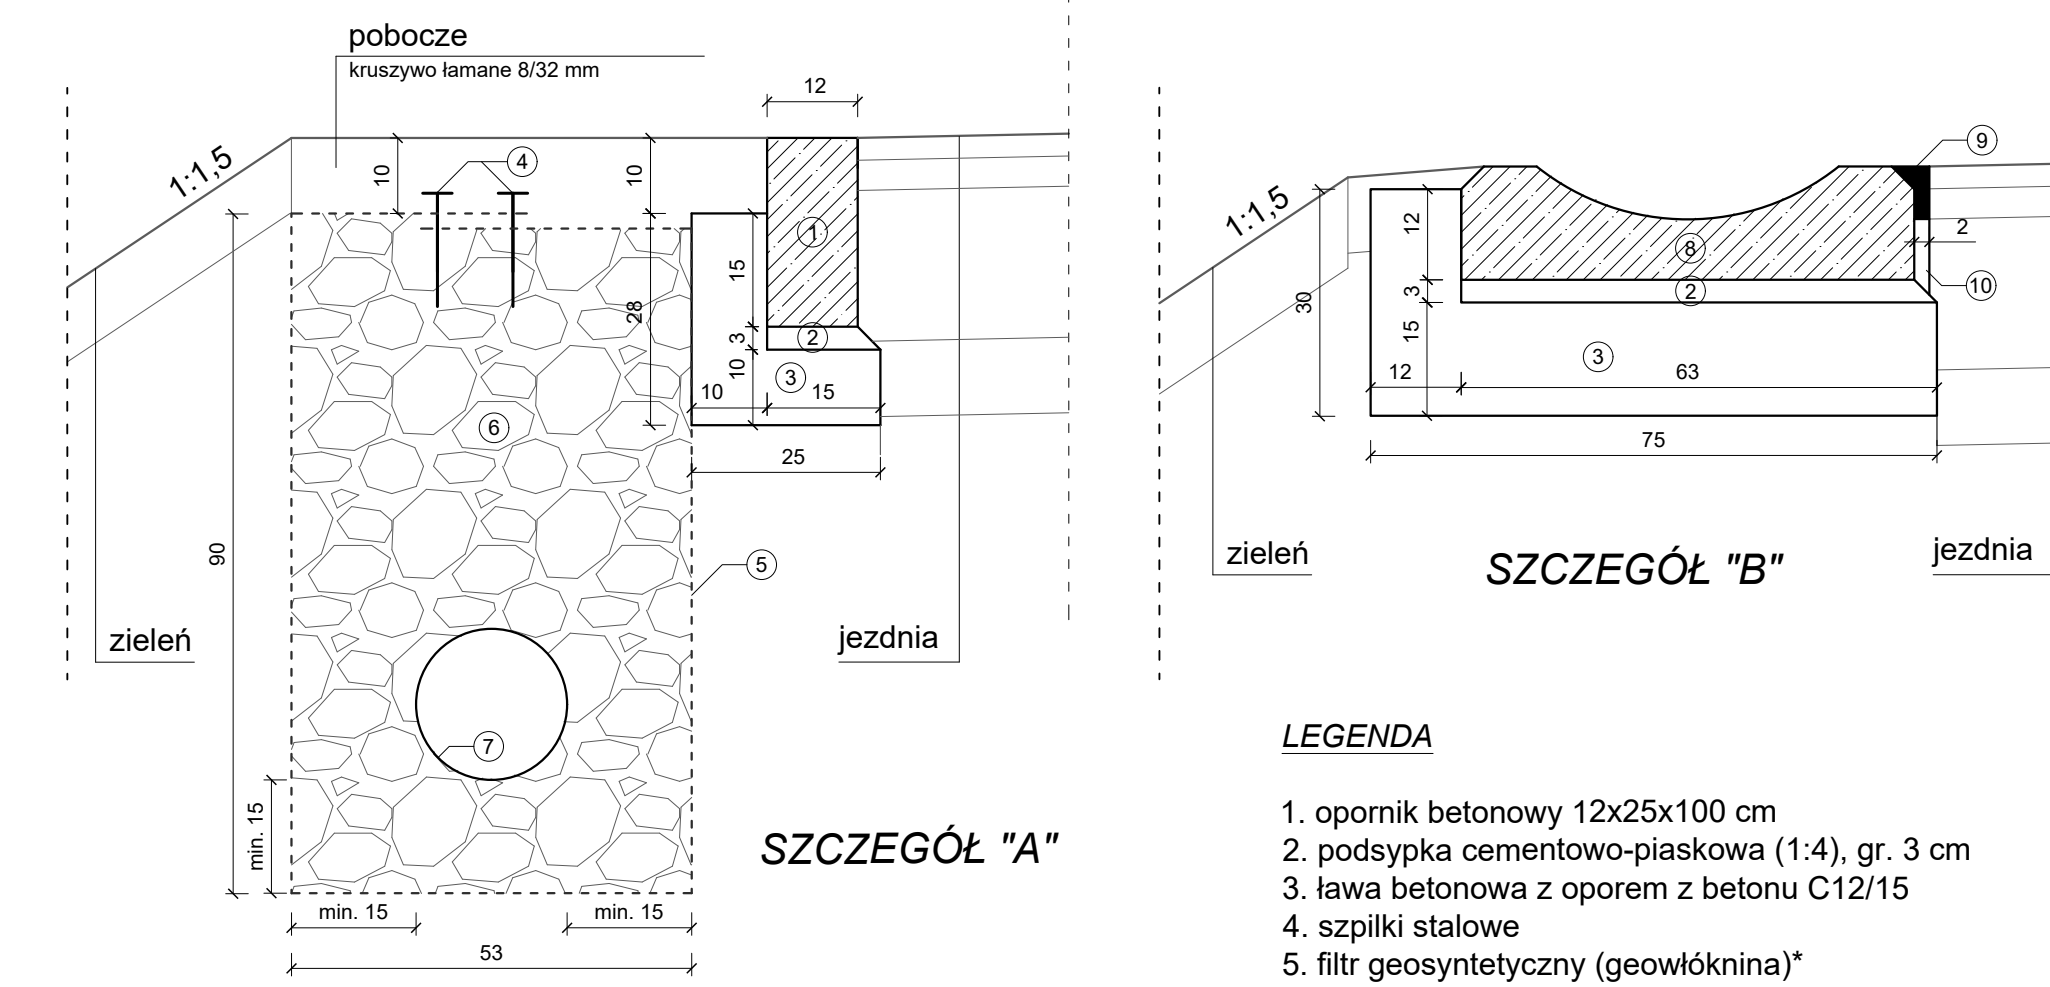 pobocze
kruszywo łamane 8/32 mm
1:1,5
10
4
10
12
1
15
28
3
2
10
3
10
15
25
6
90
5
zieleń
jezdnia
7
min. 15
min. 15
min. 15
53
SZCZEGÓŁ "A"
1:1,5
9
12
8
2
3
2
10
30
15
3
12
63
75
zieleń
SZCZEGÓŁ "B"
jezdnia
LEGENDA
1. opornik betonowy 12x25x100 cm
2. podsypka cementowo-piaskowa (1:4), gr. 3 cm
3. ława betonowa z oporem z betonu C12/15
4. szpilki stalowe
5. filtr geosyntetyczny (geowłóknina)*